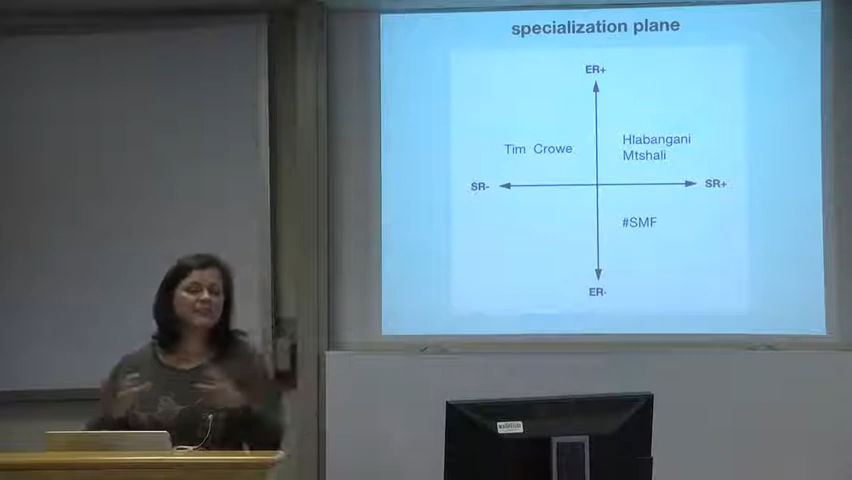 specialization plane
ER+
Tim Crowe
Hlabangani
Mtshali
SR-
SR+
#SMF
ER-